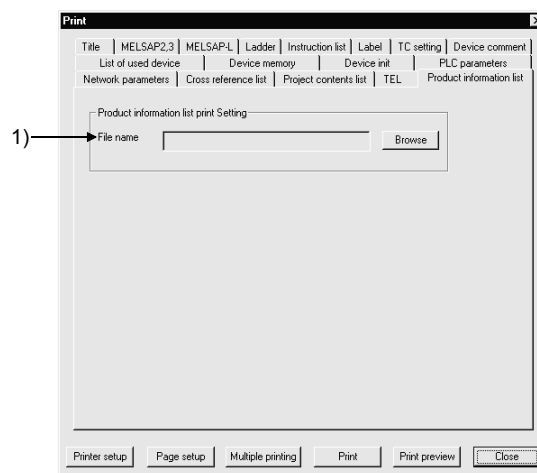 Print
Title MELSAP2,3 MELSAP-L Ladder Instruction list Label TC setting Device comment
List of used device Device memory Device init PLC parameters
Network parameters Cross reference list Project contents list TEL Product information list
Product information list print Setting
1) File name Browse
Printer setup Page setup Multiple printing Print Print preview Close